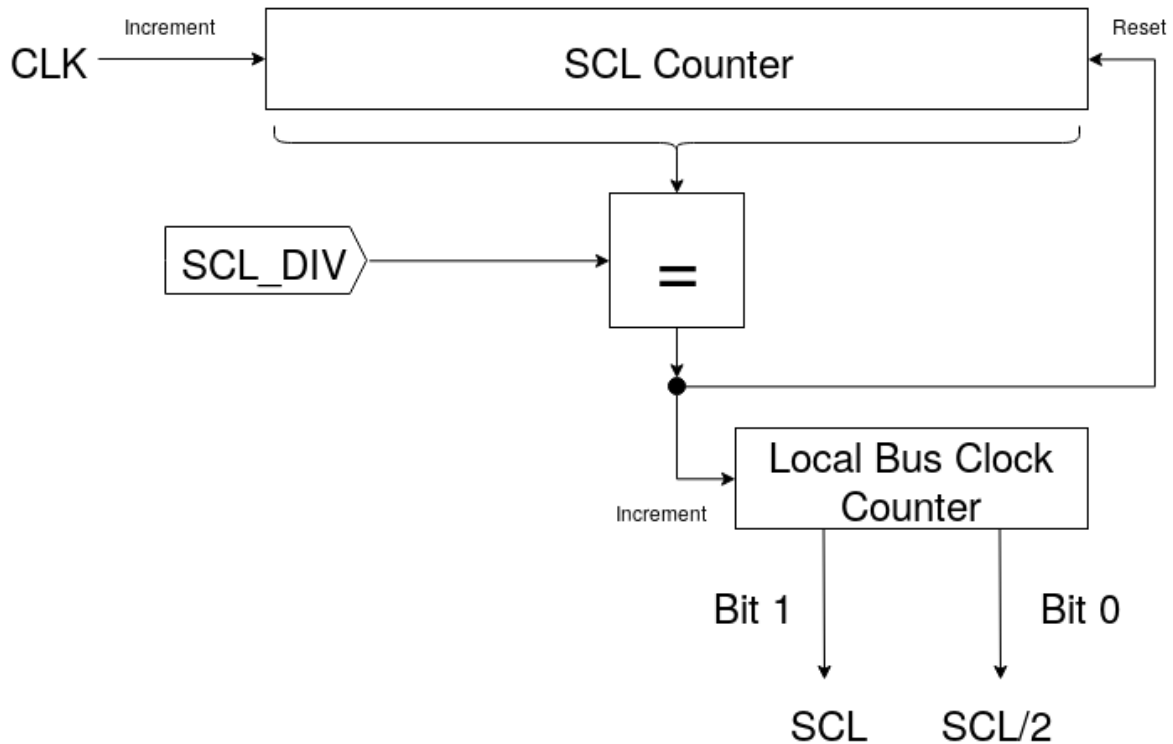 Increment
Reset
CLK
SCL Counter
SCL_DIV
=
Local Bus Clock
Counter
Increment
Bit 1
Bit 0
SCL
SCL/2